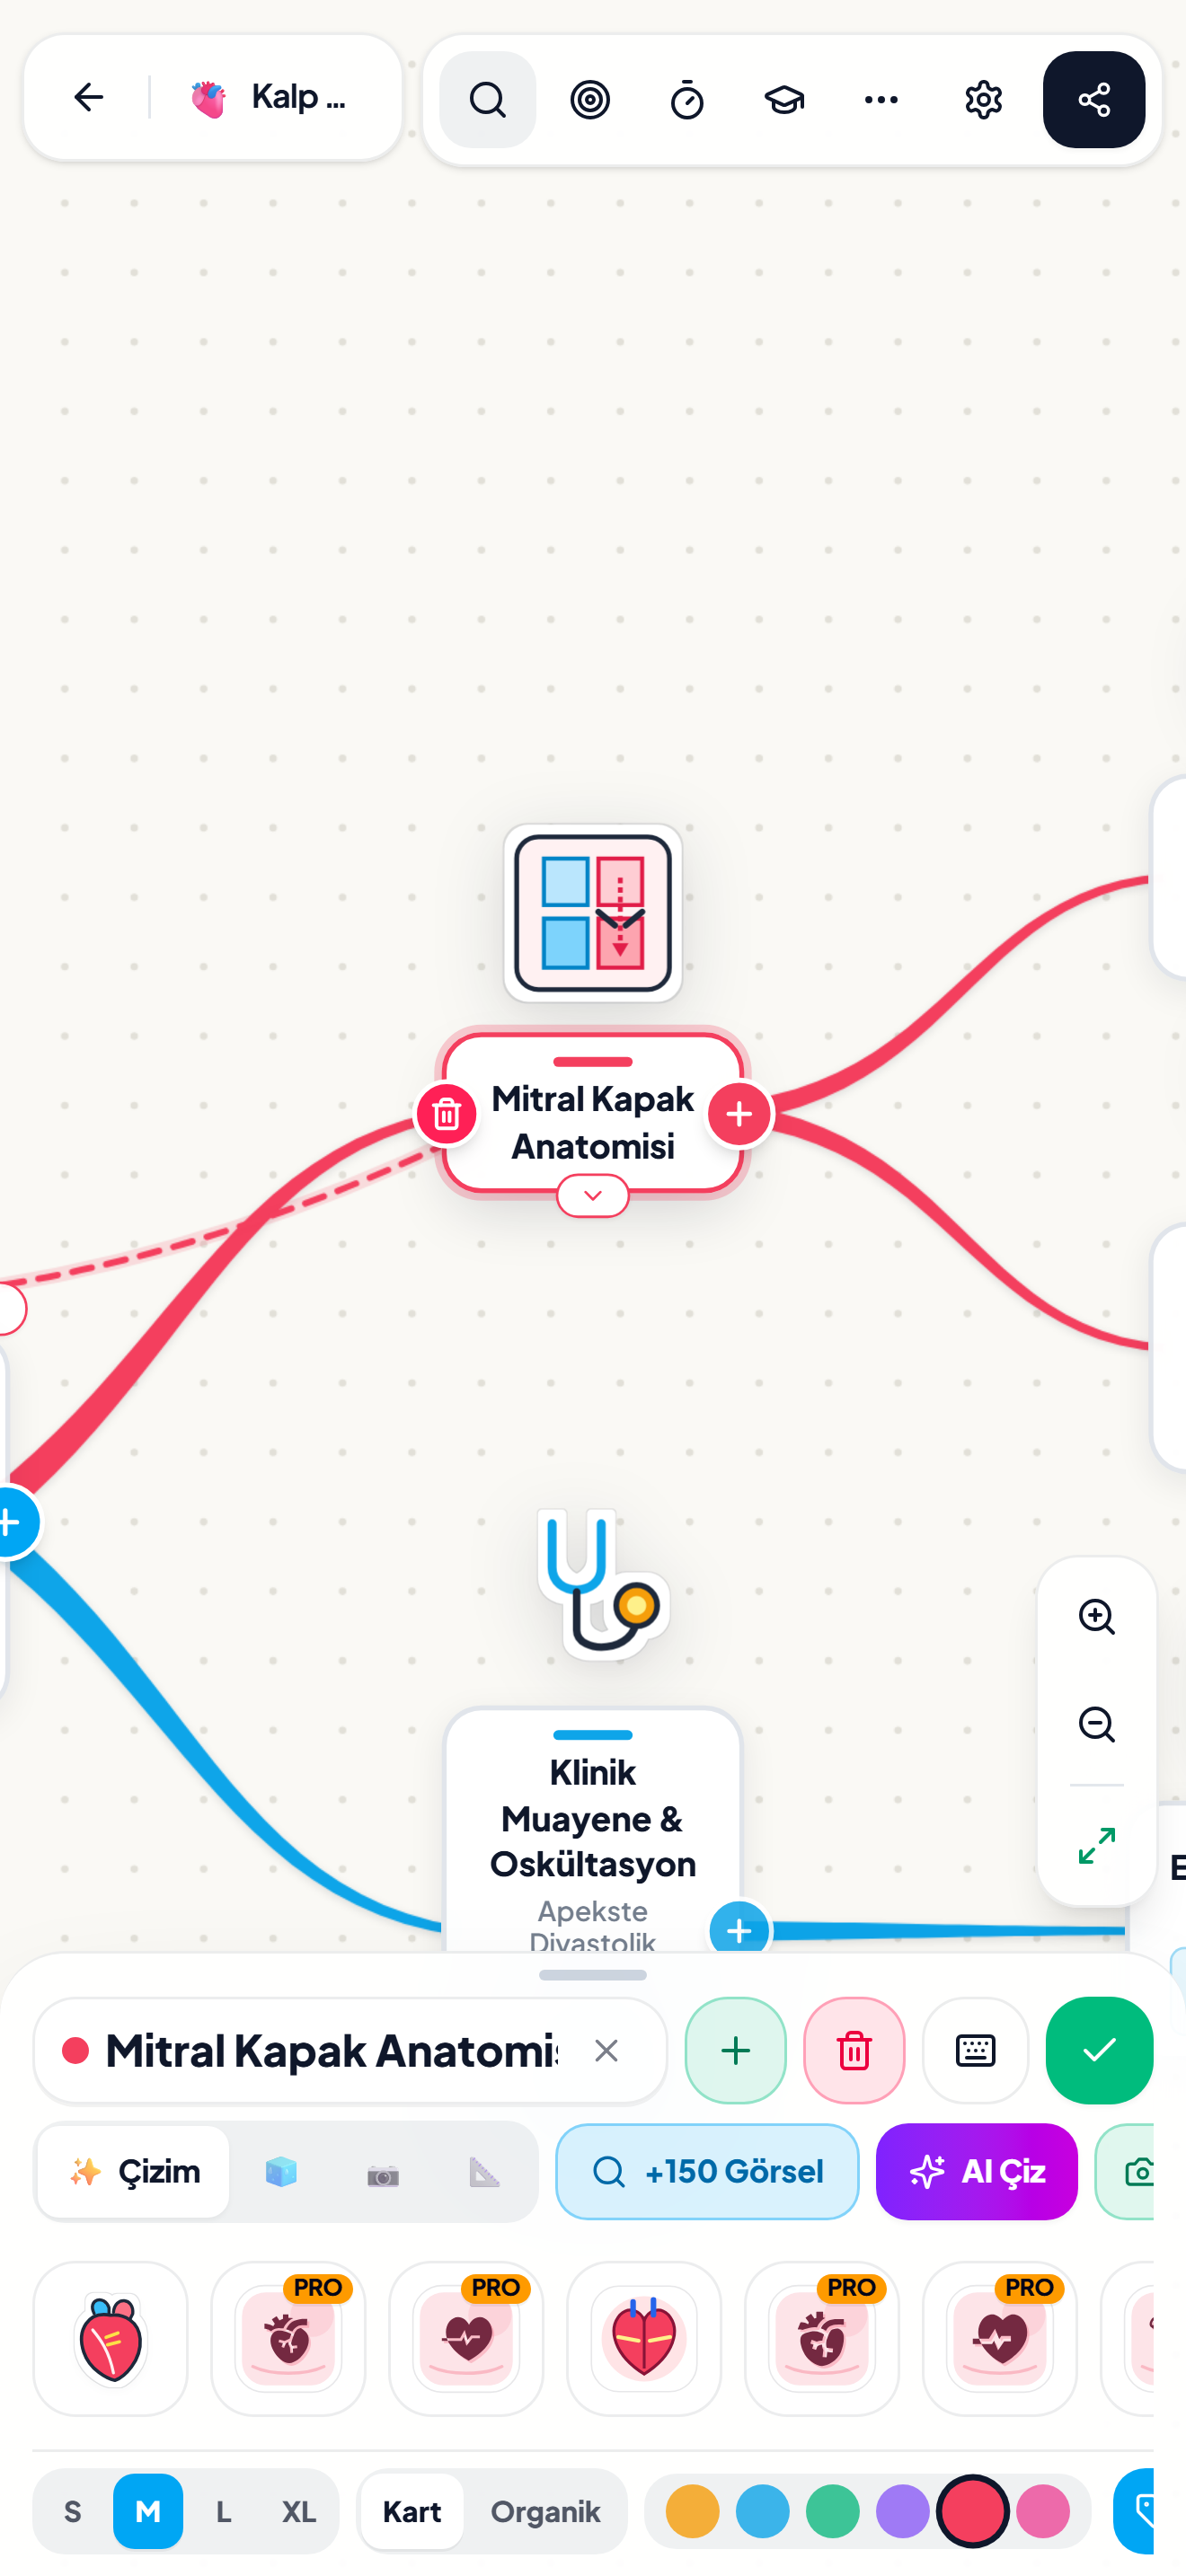 Kalp ...
Mitral Kapak
Anatomisi
Klinik
Muayene &
Oskültasyon
Apekste
Diyastolik
E
Mitral Kapak Anatomis
Çizim
+150 Görsel
AI Çiz
PRO
PRO
PRO
PRO
S
M
L
XL
Kart
Organik